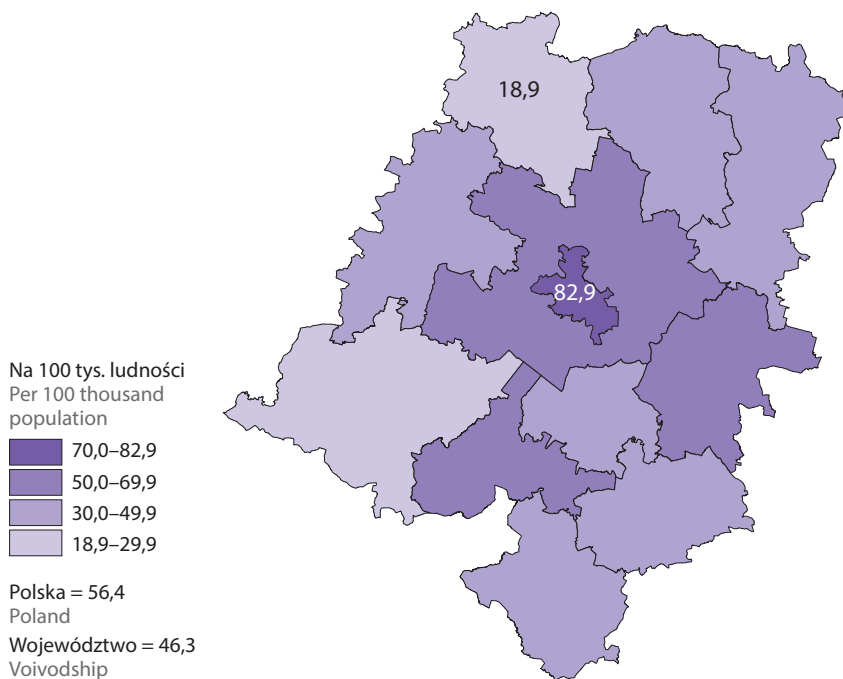 18,9
82,9
Na 100 tys. ludności
Per 100 thousand
population
70,0–82,9
50,0–69,9
30,0–49,9
18,9–29,9
Polska = 56,4
Poland
Województwo = 46,3
Voivodship